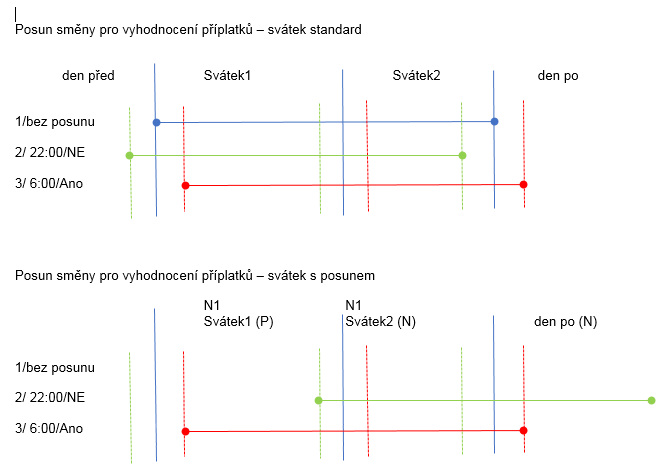 Posun směny pro vyhodnocení příplatků – svátek standard
den před Svátek1 Svátek2 den po
1/bez posunu
2/ 22:00/NE
3/ 6:00/Ano
Posun směny pro vyhodnocení příplatků – svátek s posunem
N1 N1
Svátek1 (P) Svátek2 (N) den po (N)
1/bez posunu
2/ 22:00/NE
3/ 6:00/Ano